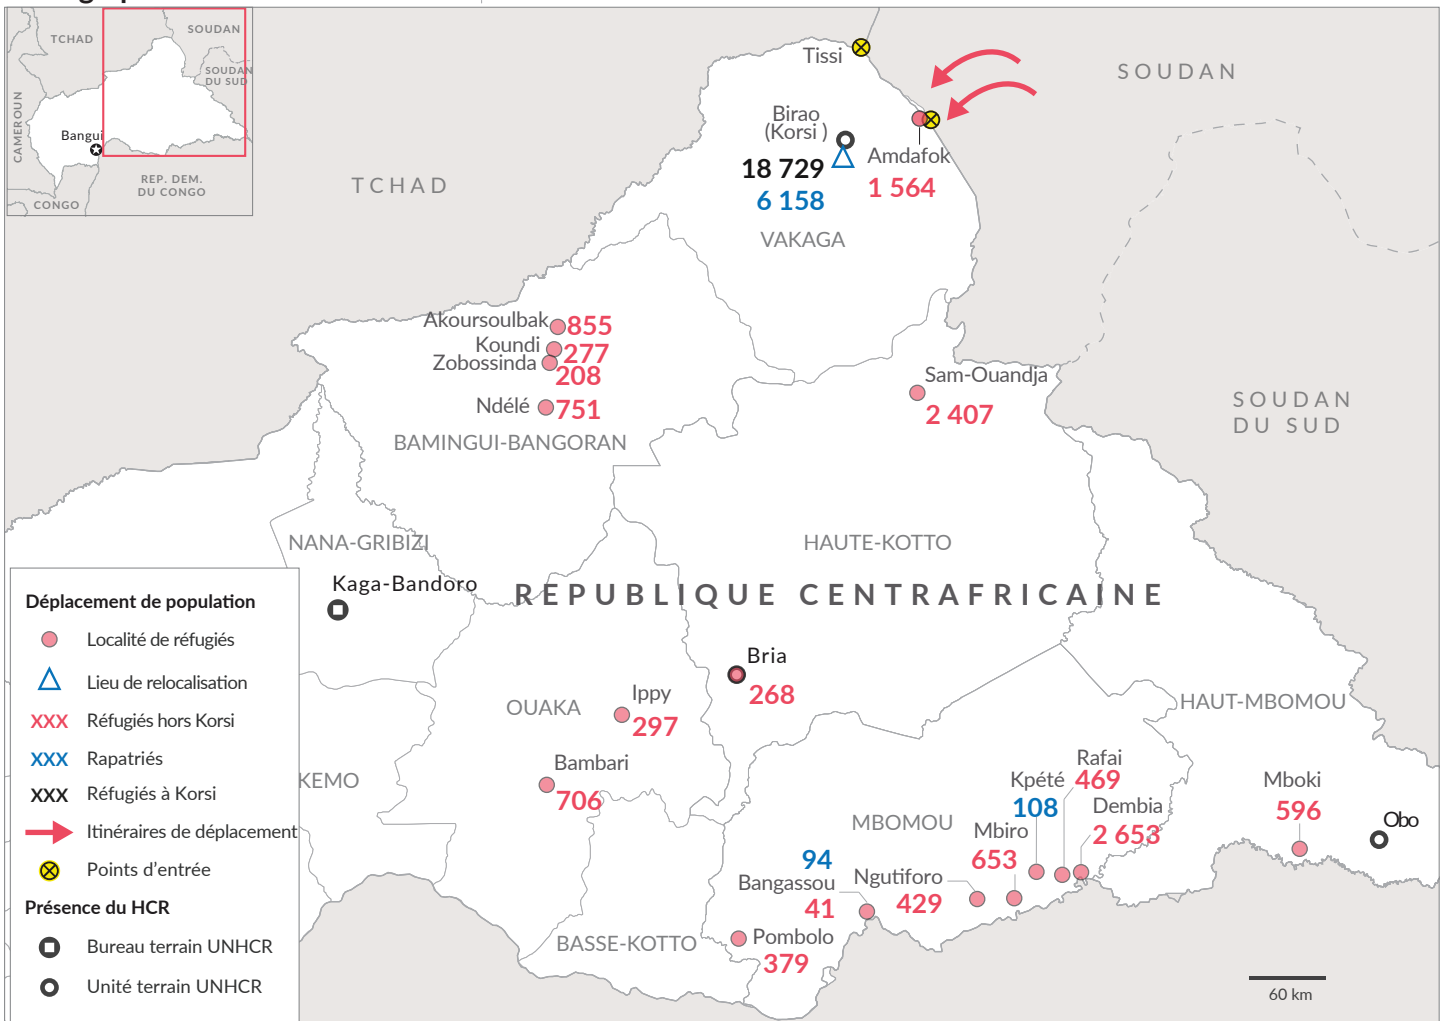 TCHAD
SOUDAN
SOUDAN
DU SUD
CAMEROUN
Bangui
REP. DEM.
DU CONGO
CONGO
Tissi
SOUDAN
Birao
(Korsi )
18 729
6 158
Amdafok
1 564
VAKAGA
TCHAD
Akoursoulbak
855
Koundi
277
Zobossinda
208
Ndélé
751
BAMINGUI-BANGORAN
Sam-Ouandja
2 407
SOUDAN
DU SUD
NANA-GRIBIZI
HAUTE-KOTTO
Kaga-Bandoro
REPUBLIQUE CENTRAFRICAINE
Bria
268
Ippy
297
OUAKA
HAUT-MBOMOU
Bambari
706
KEMO
Rafai
469
Kpété
108
Dembia
2 653
Mboki
596
Obo
MBOMOU
Mbiro
653
94
Bangassou
41
Ngutiforo
429
BASSE-KOTTO
Pombolo
379
60 km
Déplacement de population
Localité de réfugiés
Lieu de relocalisation
XXX Réfugiés hors Korsi
XXX Rapatriés
XXX Réfugiés à Korsi
Itinéraires de déplacement
Points d'entrée
Présence du HCR
Bureau terrain UNHCR
Unité terrain UNHCR